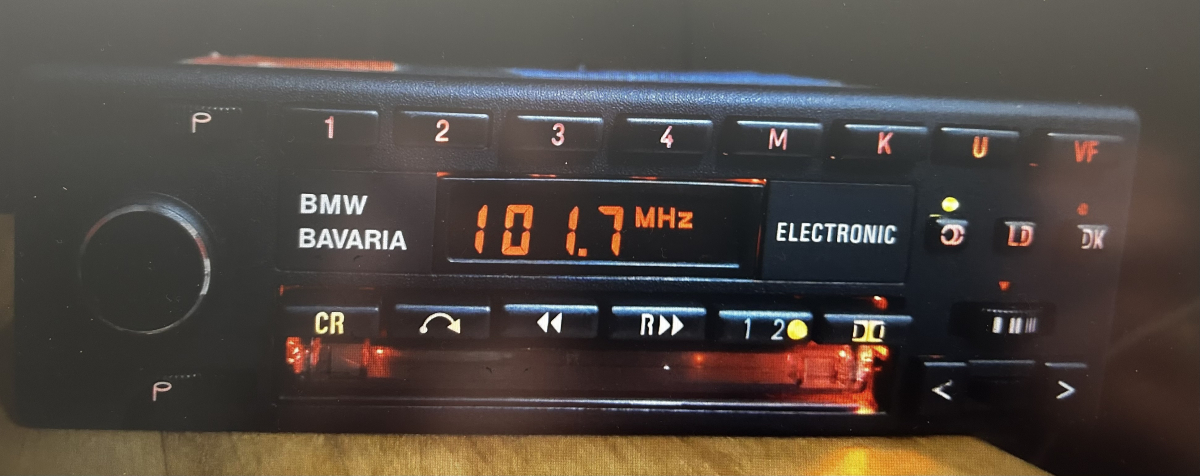 P
1 2 3 4 M K U VF
BMW
BAVARIA
101.7 MHz
ELECTRONIC
LD DK
CR R 1 2
P
< >